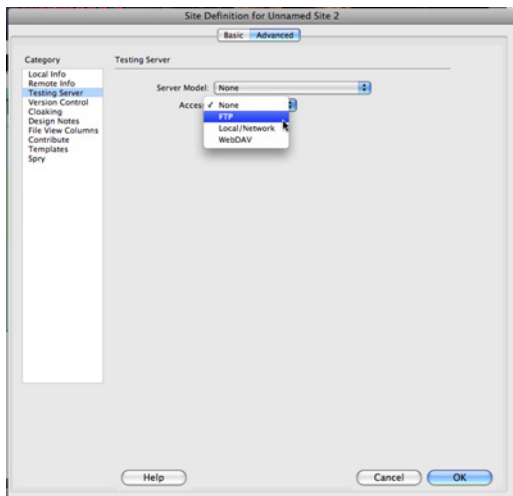 Site Definition for Unnamed Site 2
Basic Advanced
Category
Local Info
Remote Info
Testing Server
Version Control
Cloaking
Design Notes
File View Columns
Contribute
Templates
Spry
Testing Server
Server Model: None
Access ✓ None
FTP
Local/Network
WebDAV
Help Cancel OK